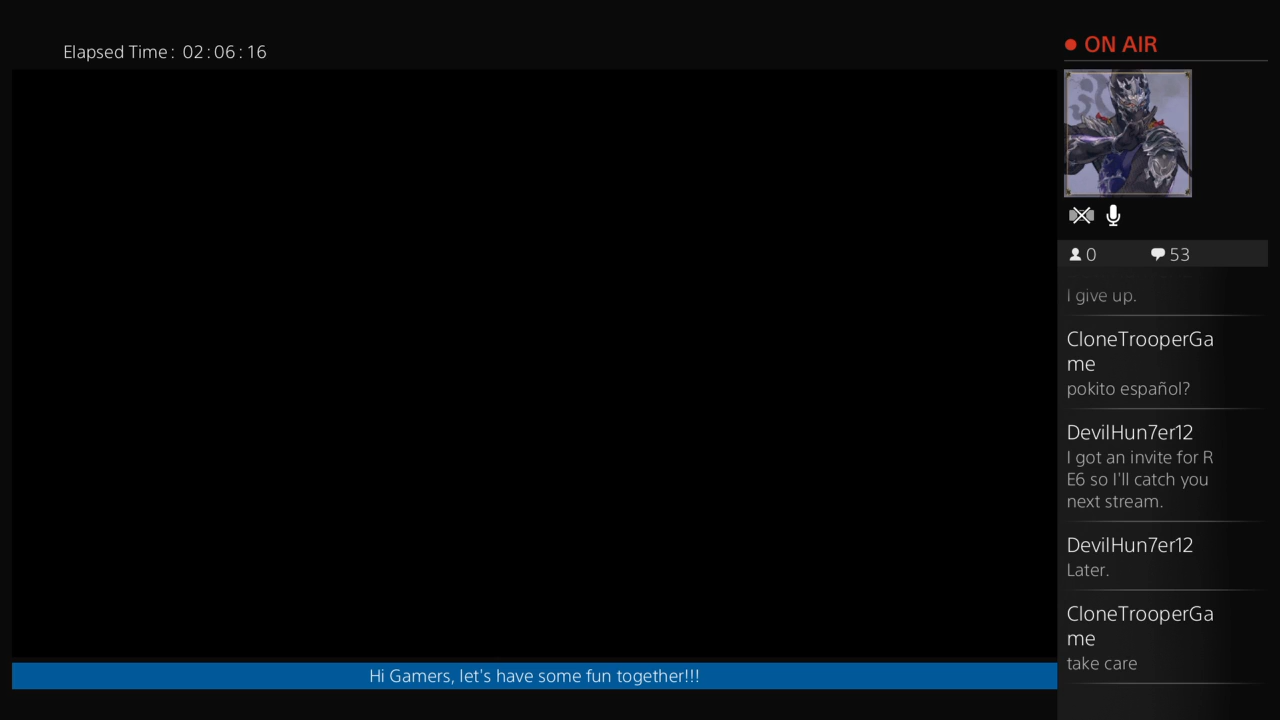 Elapsed Time: 02:06:16
ON AIR
0 53
I give up.
CloneTrooperGa
me
pokito español?
DevilHun7er12
I got an invite for R
E6 so I'll catch you
next stream.
DevilHun7er12
Later.
CloneTrooperGa
me
take care
Hi Gamers, let's have some fun together!!!